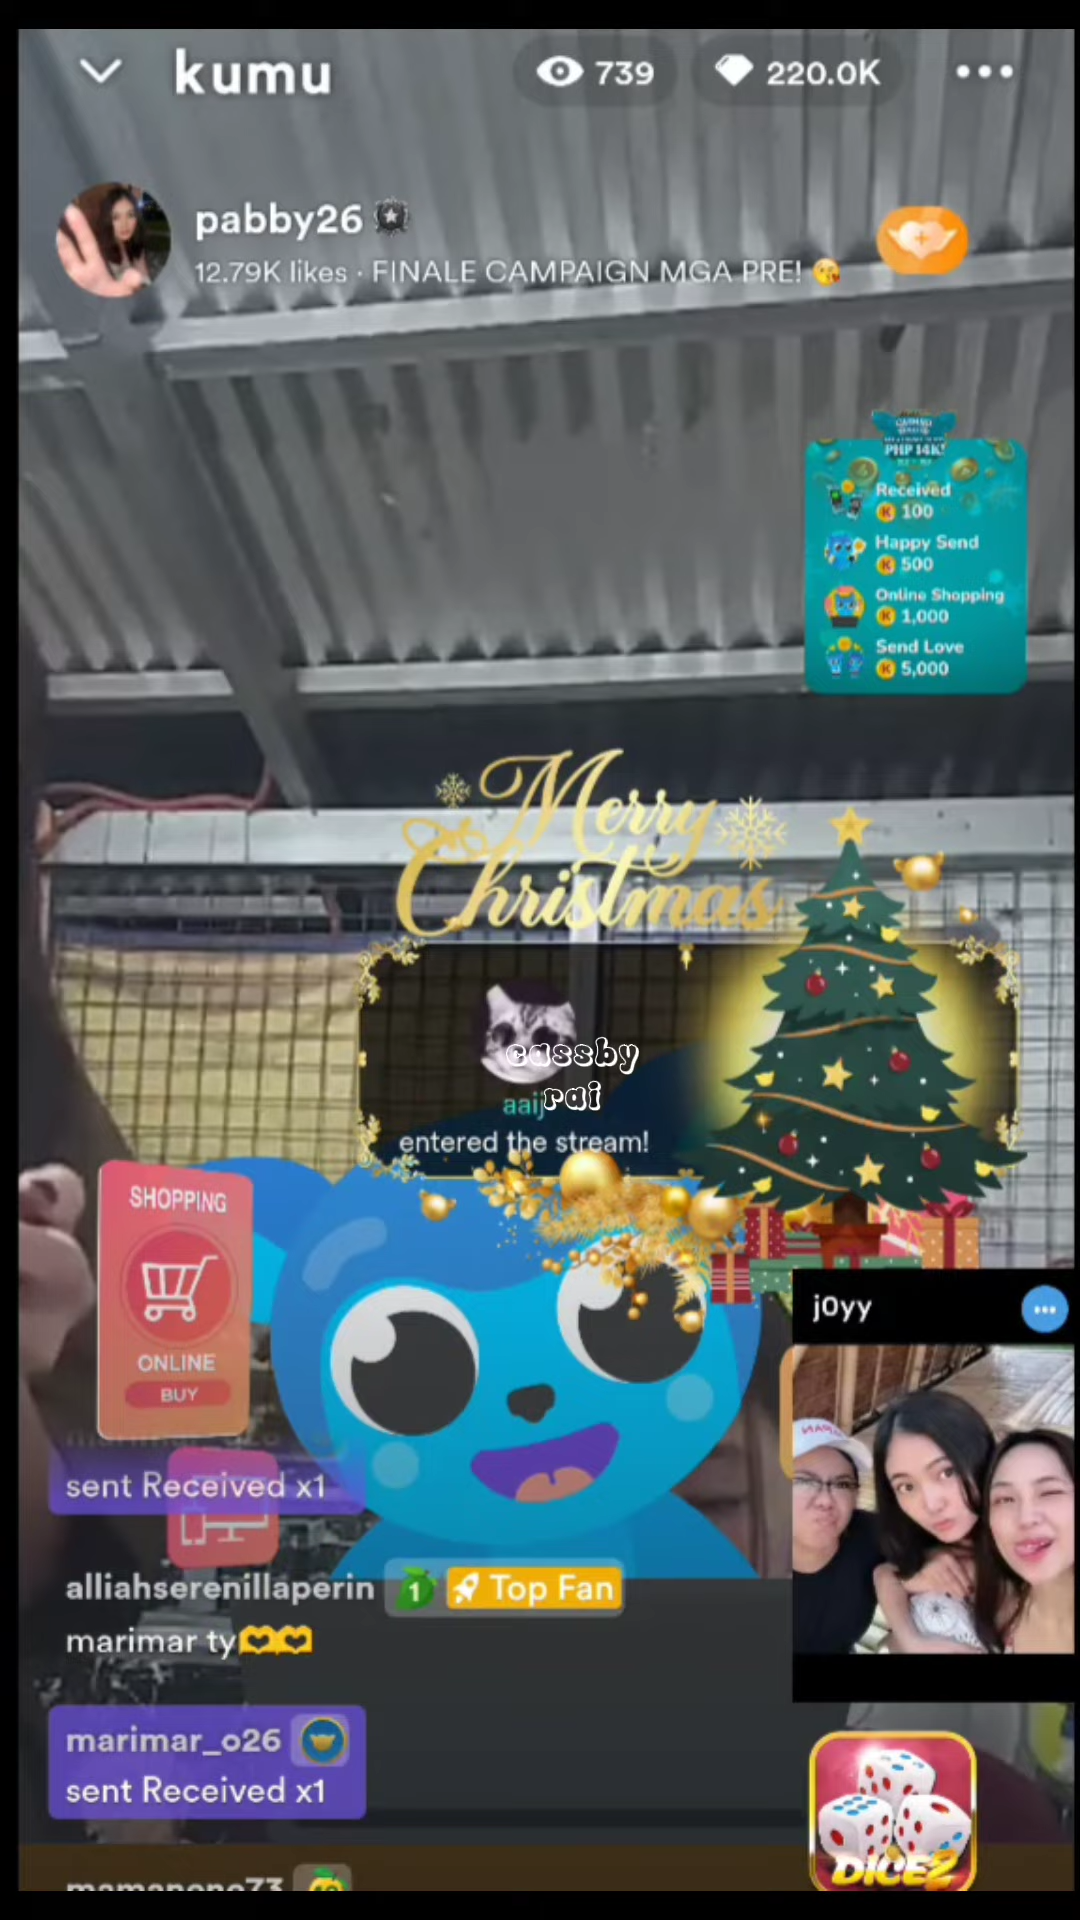 kumu
739
220.0K
pabby26
12.79K likes · FINALE CAMPAIGN MGA PRE! 😘
PHP 14K!
Received
100
Happy Send
500
Online Shopping
1,000
Send Love
5,000
Merry
Christmas
cassby
rai
aaij
entered the stream!
SHOPPING
ONLINE
BUY
j0yy
sent Received x1
alliahserenillaperin 1 Top Fan
marimar ty🫶🫶
marimar_o26
sent Received x1
DICE2